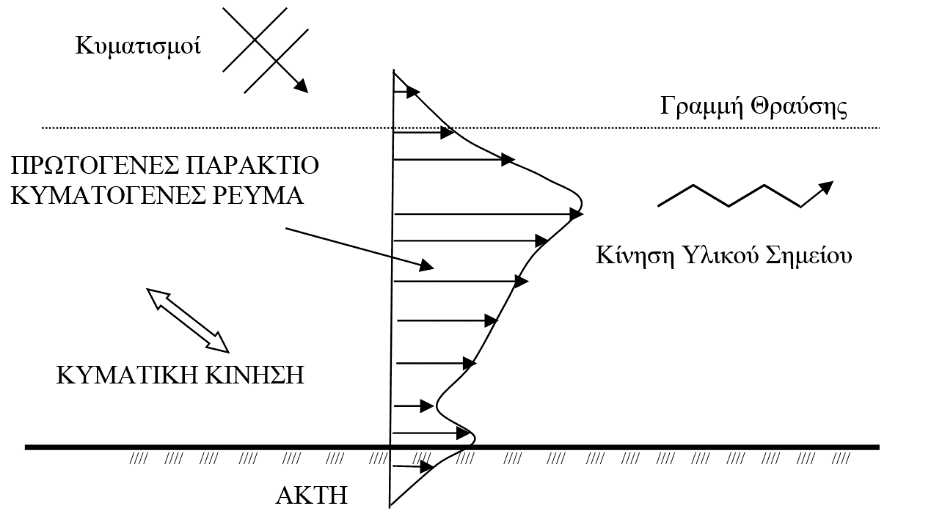 Κυματισμοί
Γραμμή Θραύσης
ΠΡΩΤΟΓΕΝΕΣ ΠΑΡΑΚΤΙΟ
ΚΥΜΑΤΟΓΕΝΕΣ ΡΕΥΜΑ
Κίνηση Υλικού Σημείου
ΚΥΜΑΤΙΚΗ ΚΙΝΗΣΗ
ΑΚΤΗ